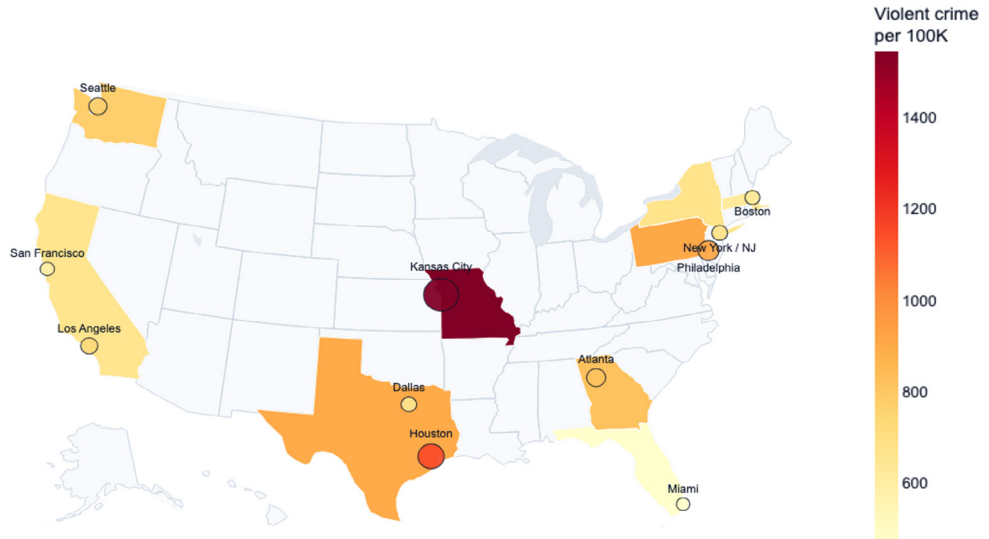 Violent crime
per 100K
Seattle
1400
1200
Boston
New York / NJ
San Francisco
Kansas City
Philadelphia
1000
Los Angeles
Atlanta
Dallas
800
Houston
600
Miami